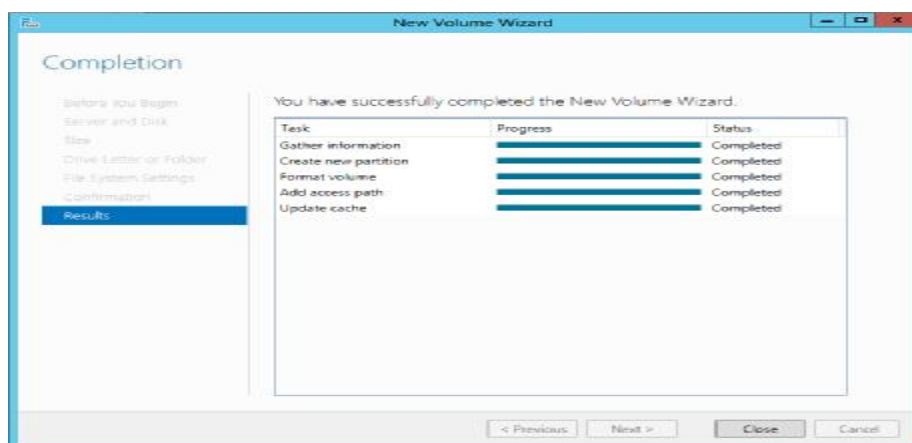 New Volume Wizard
Completion
Before You Begin
Server and Disk
Size
Drive Letter or Folder
File System Settings
Confirmation
Results
You have successfully completed the New Volume Wizard.
Task Progress Status
Gather information Completed
Create new partition Completed
Format volume Completed
Add access path Completed
Update cache Completed
< Previous Next > Close Cancel